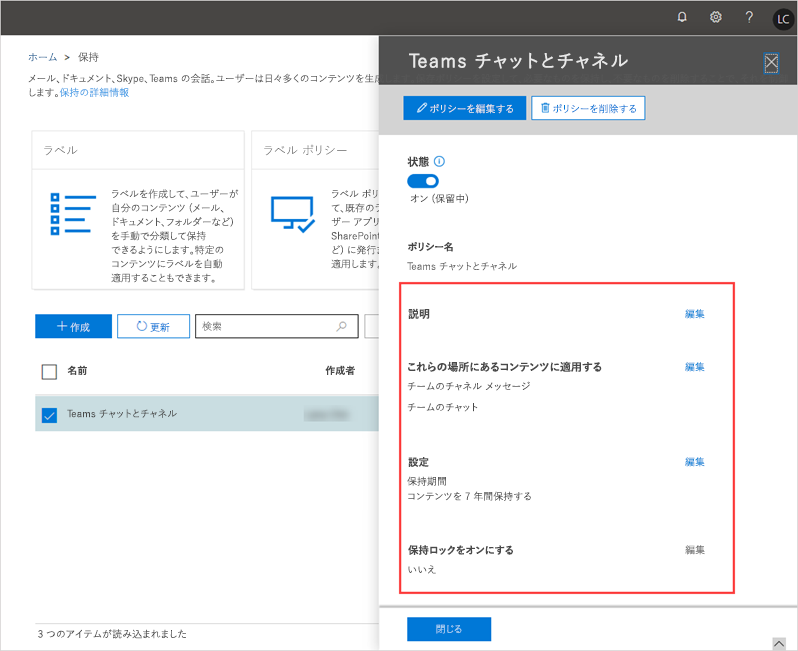 ? LC
ホーム > 保持
メール、ドキュメント、Skype、Teams の会話。ユーザーは日々多くのコンテンツを生成
します。保持の詳細情報
ラベル
ラベルを作成して、ユーザーが
自分のコンテンツ (メール、
ドキュメント、フォルダーなど)
を手動で分類して保持
できるようにします。特定の
コンテンツにラベルを自動
適用することもできます。
ラベル ポリシー
ラベル ポリ
て、既存のラ
ザー アプリ
SharePoint
ど) に発行
適用します。
+ 作成
更新
検索
名前 作成者
Teams チャットとチャネル
3 つのアイテムが読み込まれました
Teams チャットとチャネル
ポリシーを編集する
ポリシーを削除する
状態
オン (保留中)
ポリシー名
Teams チャットとチャネル
説明 編集
これらの場所にあるコンテンツに適用する 編集
チームのチャネル メッセージ
チームのチャット
設定 編集
保持期間
コンテンツを 7 年間保持する
保持ロックをオンにする 編集
いいえ
閉じる